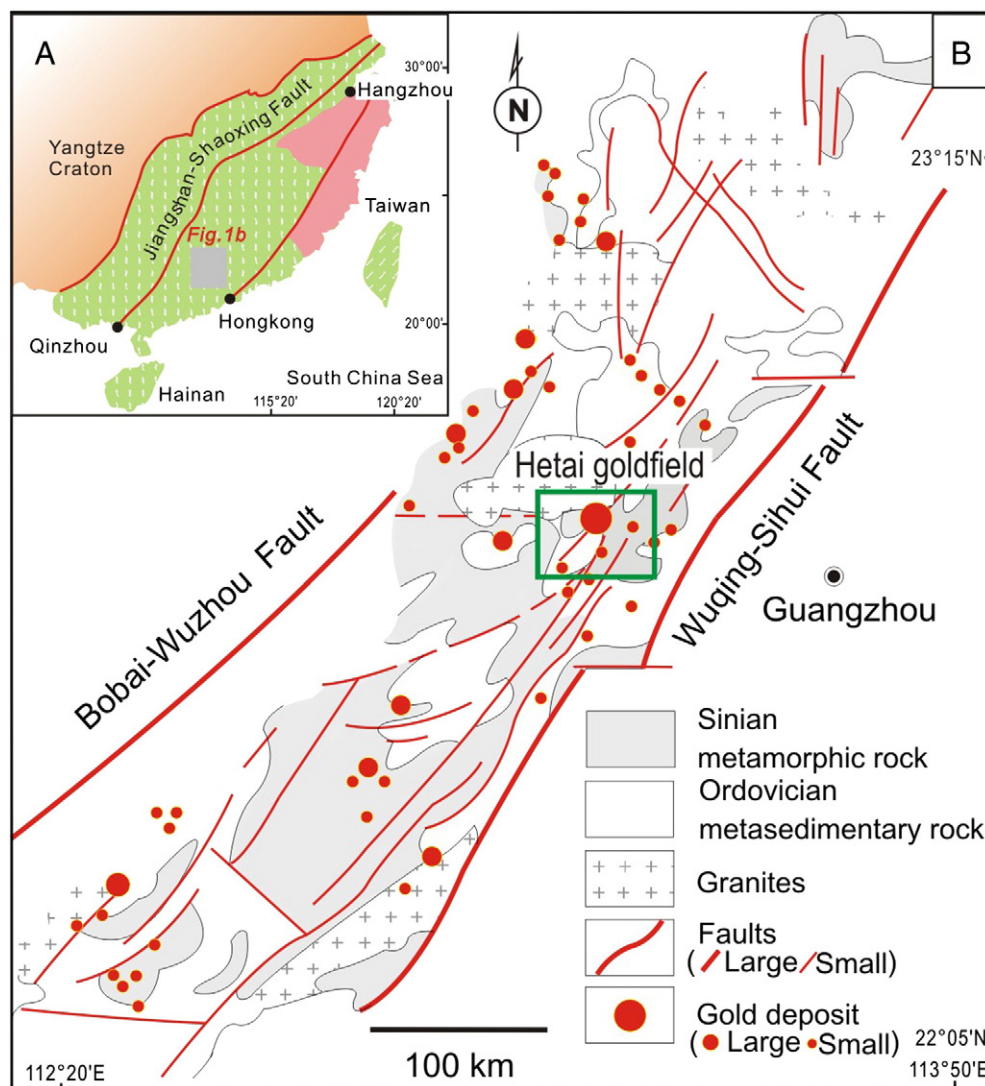 A
B
30°00'
Hangzhou
Yangtze
Craton
Jiangshan-Shaoxing Fault
Taiwan
Fig.1b
Hongkong
20°00'
Qinzhou
Hainan
South China Sea
115°20'
120°20'
N
23°15'N
Hetai goldfield
Bobai-Wuzhou Fault
Wuqing-Sihui Fault
Guangzhou
Sinian
metamorphic rock
Ordovician
metasedimentary rock
Granites
Faults
( Large Small)
Gold deposit
( Large Small)
22°05'N
112°20'E
100 km
113°50'E